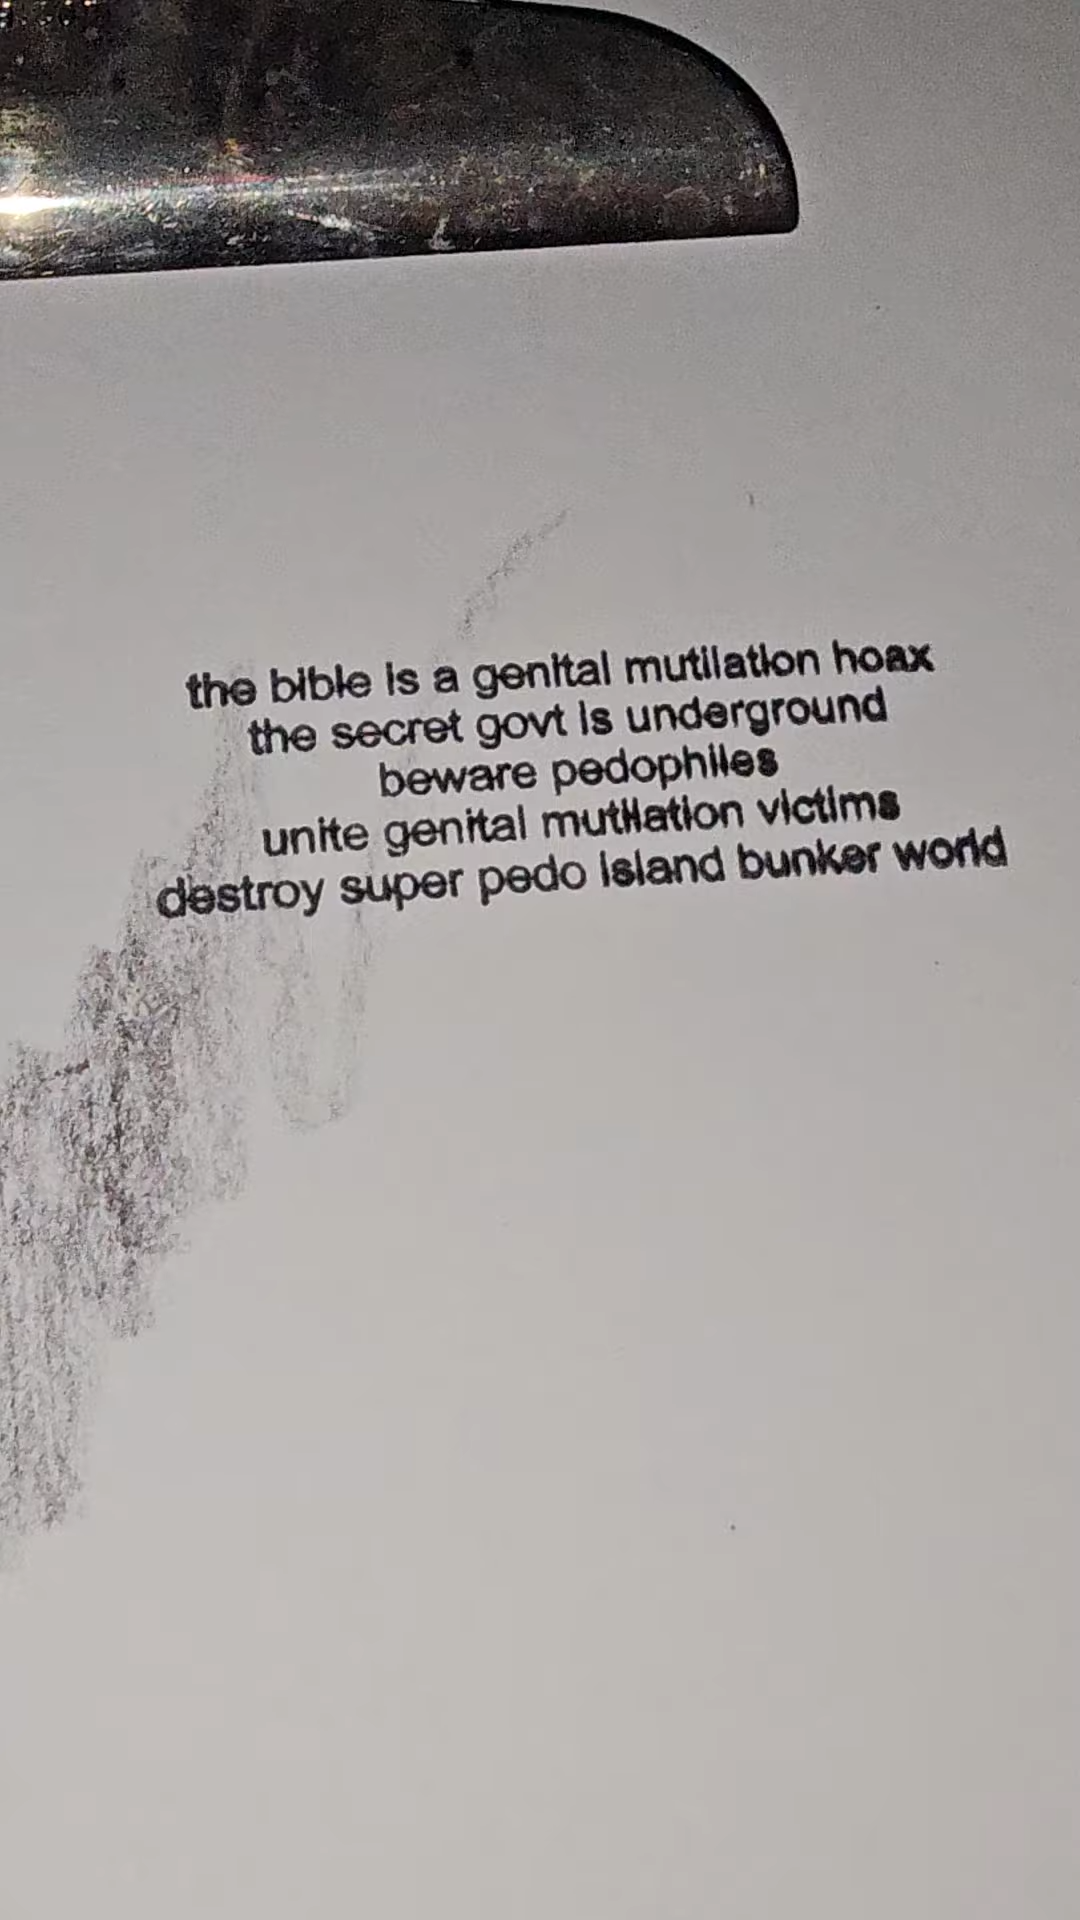 the bible is a genital mutilation hoax
the secret govt is underground
beware pedophiles
unite genital mutilation victims
destroy super pedo island bunker world